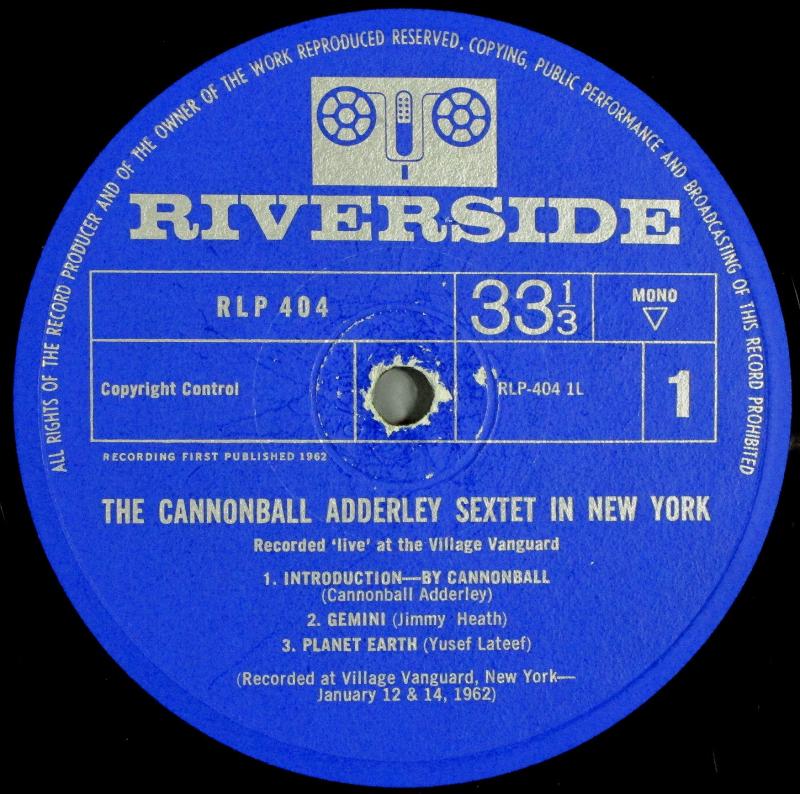 ALL RIGHTS OF THE RECORD PRODUCER AND OF THE OWNER OF THE WORK REPRODUCED RESERVED. COPYING, PUBLIC PERFORMANCE AND BROADCASTING OF THIS RECORD PROHIBITED
RIVERSIDE
RLP 404
33 1/3
MONO
Copyright Control
RLP-404 1L
1
RECORDING FIRST PUBLISHED 1962
THE CANNONBALL ADDERLEY SEXTET IN NEW YORK
Recorded 'live' at the Village Vanguard
1. INTRODUCTION—BY CANNONBALL
(Cannonball Adderley)
2. GEMINI (Jimmy Heath)
3. PLANET EARTH (Yusef Lateef)
(Recorded at Village Vanguard, New York—
January 12 & 14, 1962)